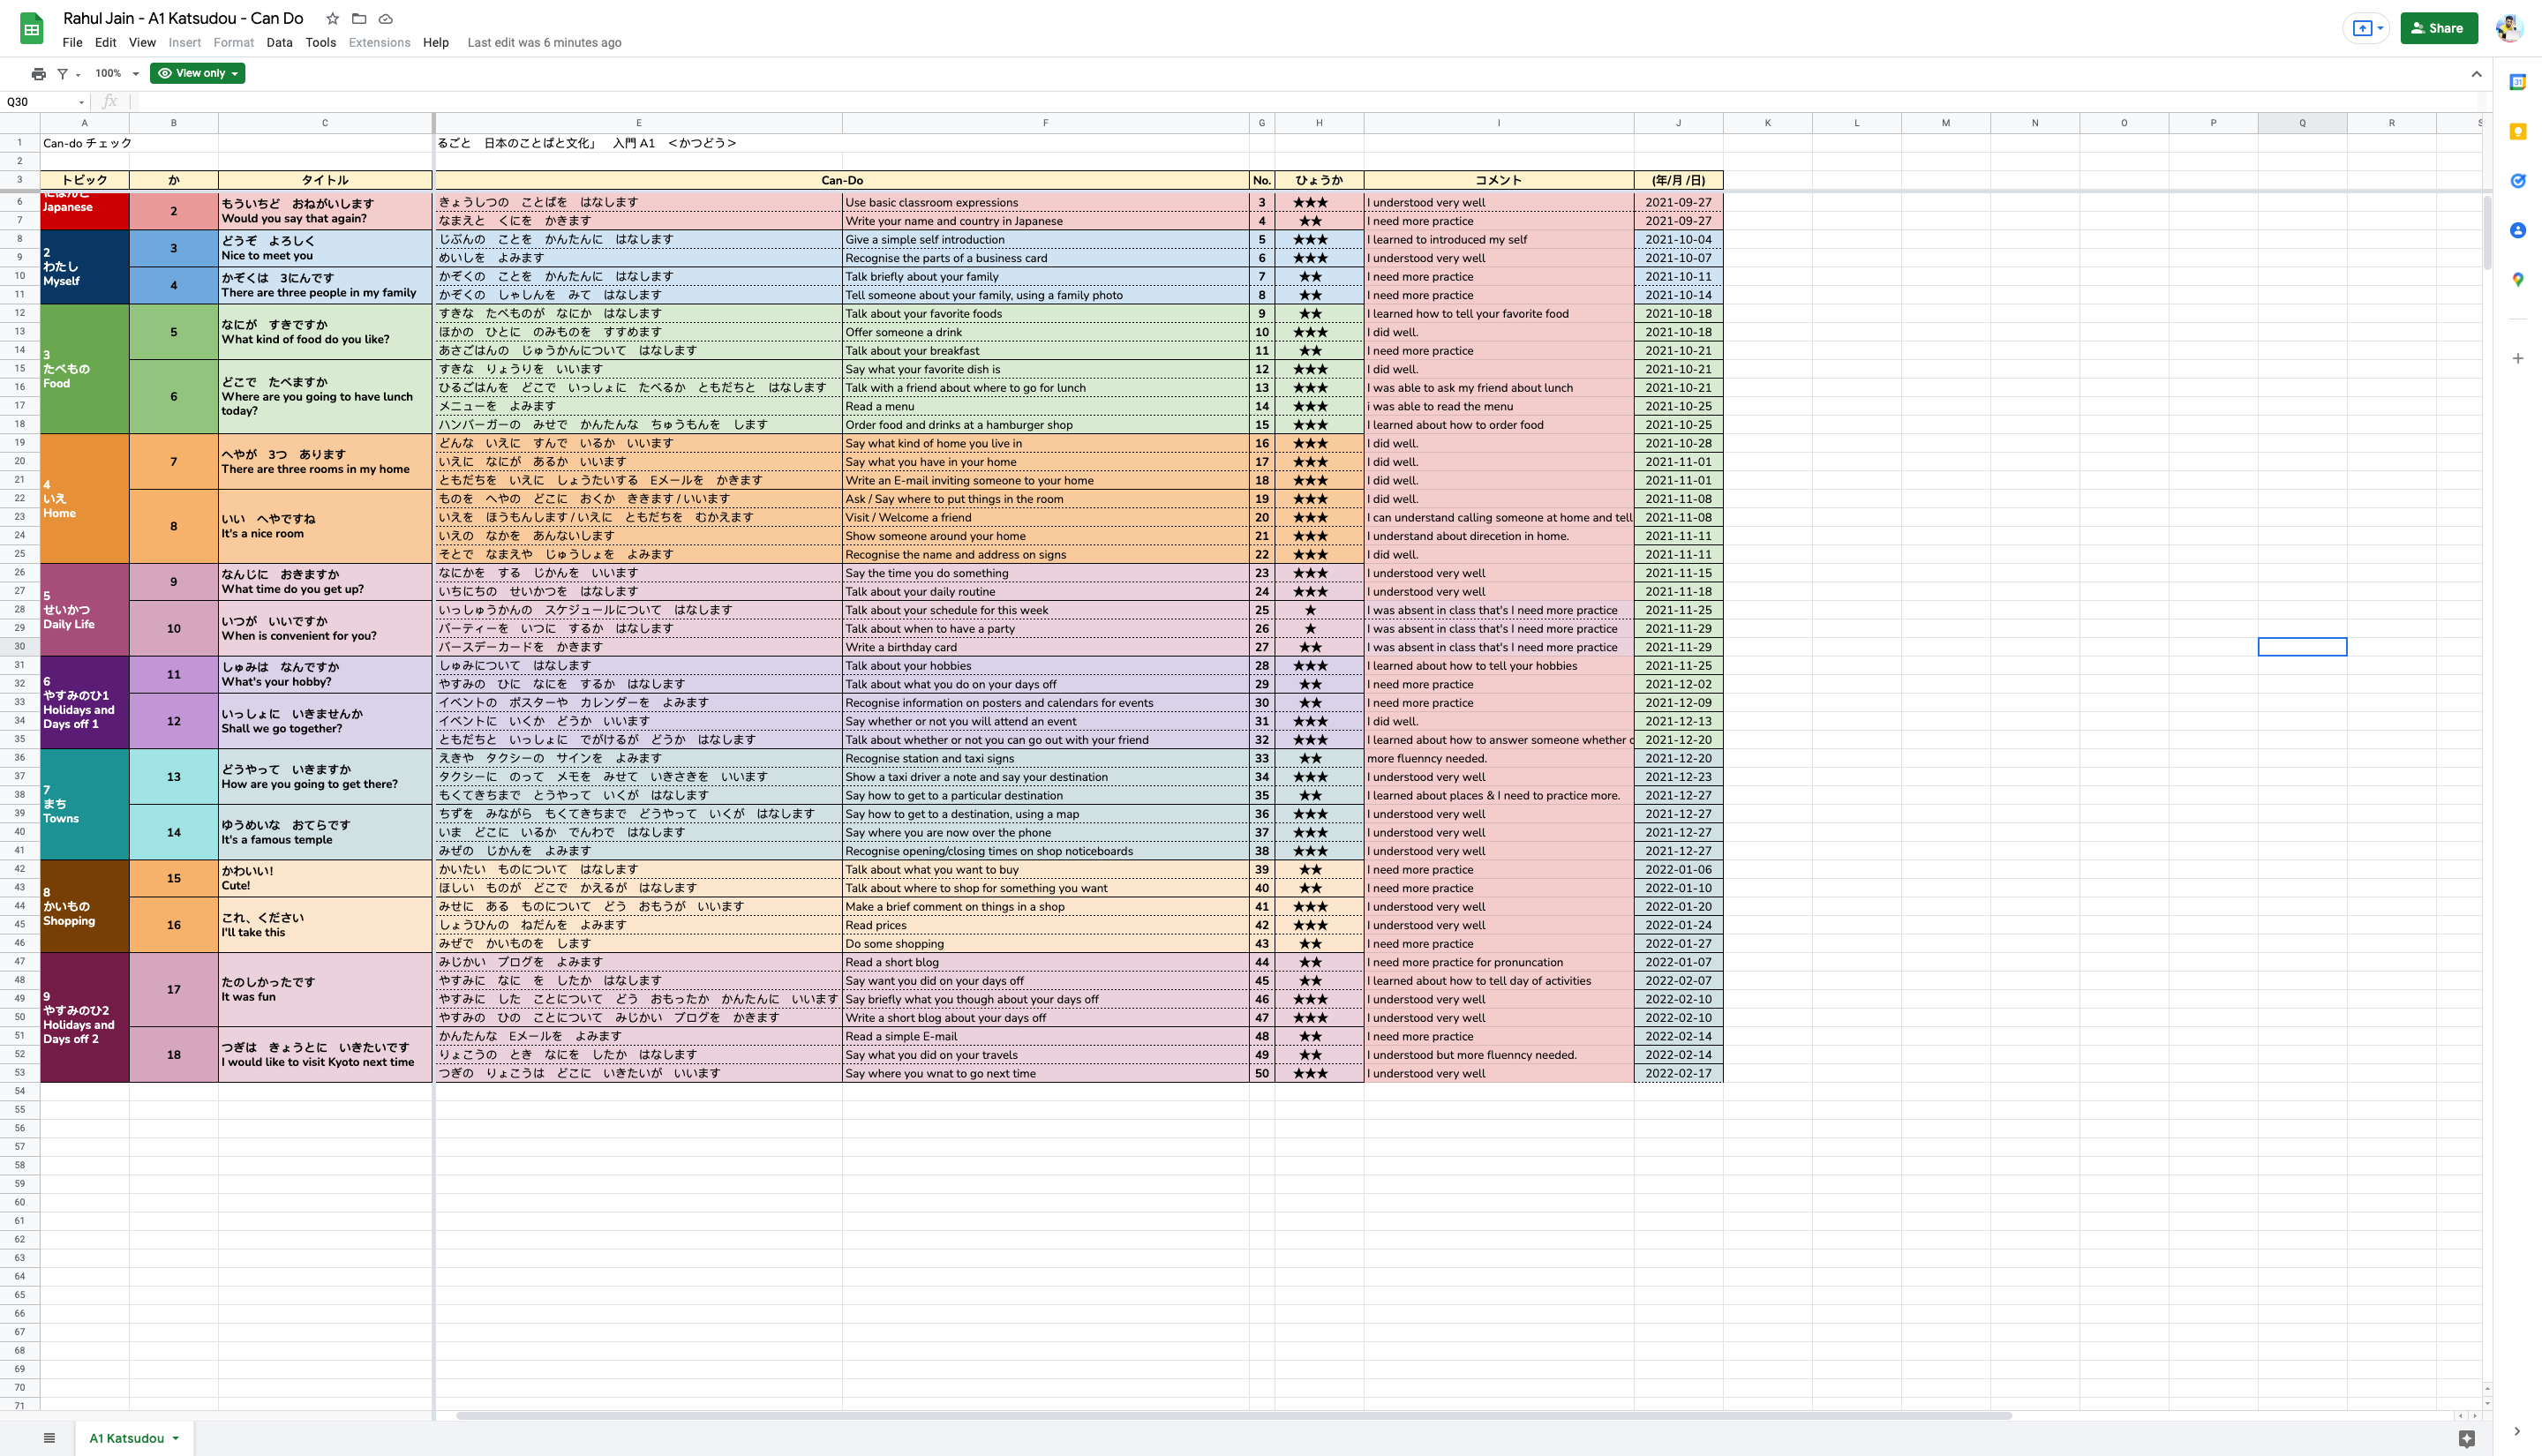 Rahul Jain - A1 Katsudou - Can Do
File Edit View Insert Format Data Tools Extensions Help Last edit was 6 minutes ago
Share
100% View only
Q30 fx
A B C E F G H I J K L M N O P Q R S
1 Can-do チェック るごと 日本のことばと文化」 入門 A1 ＜かつどう＞
2
3 トピック か タイトル Can-Do No. ひょうか コメント (年/月 /日)
Japanese
2 もういちど おねがいします
Would you say that again?
6 きょうしつの ことばを はなします Use basic classroom expressions 3 ★★★ I understood very well 2021-09-27
7 なまえと くにを かきます Write your name and country in Japanese 4 ★★ I need more practice 2021-09-27
2
わたし
Myself
3 どうぞ よろしく
Nice to meet you
8 じぶんの ことを かんたんに はなします Give a simple self introduction 5 ★★★ I learned to introduced my self 2021-10-04
9 めいしを よみます Recognise the parts of a business card 6 ★★★ I understood very well 2021-10-07
4 かぞくは 3にんです
There are three people in my family
10 かぞくの ことを かんたんに はなします Talk briefly about your family 7 ★★ I need more practice 2021-10-11
11 かぞくの しゃしんを みて はなします Tell someone about your family, using a family photo 8 ★★ I need more practice 2021-10-14
3
たべもの
Food
5 なにが すきですか
What kind of food do you like?
12 すきな たべものが なにか はなします Talk about your favorite foods 9 ★★ I learned how to tell your favorite food 2021-10-18
13 ほかの ひとに のみものを すすめます Offer someone a drink 10 ★★★ I did well. 2021-10-18
14 あさごはんの じゅうかんについて はなします Talk about your breakfast 11 ★★ I need more practice 2021-10-21
6 どこで たべますか
Where are you going to have lunch
today?
15 すきな りょうりを いいます Say what your favorite dish is 12 ★★★ I did well. 2021-10-21
16 ひるごはんを どこで いっしょに たべるか ともだちと はなします Talk with a friend about where to go for lunch 13 ★★★ I was able to ask my friend about lunch 2021-10-21
17 メニューを よみます Read a menu 14 ★★★ i was able to read the menu 2021-10-25
18 ハンバーガーの みせで かんたんな ちゅうもんを します Order food and drinks at a hamburger shop 15 ★★★ I learned about how to order food 2021-10-25
4
いえ
Home
7 へやが 3つ あります
There are three rooms in my home
19 どんな いえに すんで いるか いいます Say what kind of home you live in 16 ★★★ I did well. 2021-10-28
20 いえに なにが あるか いいます Say what you have in your home 17 ★★★ I did well. 2021-11-01
21 ともだちを いえに しょうたいする Eメールを かきます Write an E-mail inviting someone to your home 18 ★★★ I did well. 2021-11-01
8 いい へやですね
It's a nice room
22 ものを へやの どこに おくか ききます / いいます Ask / Say where to put things in the room 19 ★★★ I did well. 2021-11-08
23 いえを ほうもんします / いえに ともだちを むかえます Visit / Welcome a friend 20 ★★★ I can understand calling someone at home and tell 2021-11-08
24 いえの なかを あんないします Show someone around your home 21 ★★★ I understand about direcetion in home. 2021-11-11
25 そとで なまえや じゅうしょを よみます Recognise the name and address on signs 22 ★★★ I did well. 2021-11-11
5
せいかつ
Daily Life
9 なんじに おきますか
What time do you get up?
26 なにかを する じかんを いいます Say the time you do something 23 ★★★ I understood very well 2021-11-15
27 いちにちの せいかつを はなします Talk about your daily routine 24 ★★★ I understood very well 2021-11-18
10 いつが いいですか
When is convenient for you?
28 いっしゅうかんの スケジュールについて はなします Talk about your schedule for this week 25 ★ I was absent in class that's I need more practice 2021-11-25
29 パーティーを いつに するか はなします Talk about when to have a party 26 ★ I was absent in class that's I need more practice 2021-11-29
30 バースデーカードを かきます Write a birthday card 27 ★★ I was absent in class that's I need more practice 2021-11-29
6
やすみのひ1
Holidays and
Days off 1
11 しゅみは なんですか
What's your hobby?
31 しゅみについて はなします Talk about your hobbies 28 ★★★ I learned about how to tell your hobbies 2021-11-25
32 やすみの ひに なにを するか はなします Talk about what you do on your days off 29 ★★ I need more practice 2021-12-02
12 いっしょに いきませんか
Shall we go together?
33 イベントの ポスターや カレンダーを よみます Recognise information on posters and calendars for events 30 ★★ I need more practice 2021-12-09
34 イベントに いくか どうか いいます Say whether or not you will attend an event 31 ★★★ I did well. 2021-12-13
35 ともだちと いっしょに でがけるが どうか はなします Talk about whether or not you can go out with your friend 32 ★★★ I learned about how to answer someone whether c 2021-12-20
7
まち
Towns
13 どうやって いきますか
How are you going to get there?
36 えきや タクシーの サインを よみます Recognise station and taxi signs 33 ★★ more fluenncy needed. 2021-12-20
37 タクシーに のって メモを みせて いきさきを いいます Show a taxi driver a note and say your destination 34 ★★★ I understood very well 2021-12-23
38 もくてきちまで とうやって いくが はなします Say how to get to a particular destination 35 ★★ I learned about places & I need to practice more. 2021-12-27
14 ゆうめいな おてらです
It's a famous temple
39 ちずを みながら もくてきちまで どうやって いくが はなします Say how to get to a destination, using a map 36 ★★★ I understood very well 2021-12-27
40 いま どこに いるか でんわで はなします Say where you are now over the phone 37 ★★★ I understood very well 2021-12-27
41 みぜの じかんを よみます Recognise opening/closing times on shop noticeboards 38 ★★★ I understood very well 2021-12-27
8
かいもの
Shopping
15 かわいい！
Cute!
42 かいたい ものについて はなします Talk about what you want to buy 39 ★★ I need more practice 2022-01-06
43 ほしい ものが どこで かえるが はなします Talk about where to shop for something you want 40 ★★ I need more practice 2022-01-10
16 これ、ください
I'll take this
44 みせに ある ものについて どう おもうが いいます Make a brief comment on things in a shop 41 ★★★ I understood very well 2022-01-20
45 しょうひんの ねだんを よみます Read prices 42 ★★★ I understood very well 2022-01-24
46 みぜで かいものを します Do some shopping 43 ★★ I need more practice 2022-01-27
9
やすみのひ2
Holidays and
Days off 2
17 たのしかったです
It was fun
47 みじかい ブログを よみます Read a short blog 44 ★★ I need more practice for pronuncation 2022-01-07
48 やすみに なに を したか はなします Say want you did on your days off 45 ★★ I learned about how to tell day of activities 2022-02-07
49 やすみに した ことについて どう おもったか かんたんに いいます Say briefly what you though about your days off 46 ★★★ I understood very well 2022-02-10
50 やすみの ひの ことについて みじかい ブログを かきます Write a short blog about your days off 47 ★★★ I understood very well 2022-02-10
18 つぎは きょうとに いきたいです
I would like to visit Kyoto next time
51 かんたんな Eメールを よみます Read a simple E-mail 48 ★★ I need more practice 2022-02-14
52 りょこうの とき なにを したか はなします Say what you did on your travels 49 ★★ I understood but more fluenncy needed. 2022-02-14
53 つぎの りょこうは どこに いきたいが いいます Say where you wnat to go next time 50 ★★★ I understood very well 2022-02-17
54
55
56
57
58
59
60
61
62
63
64
65
66
67
68
69
70
71
A1 Katsudou